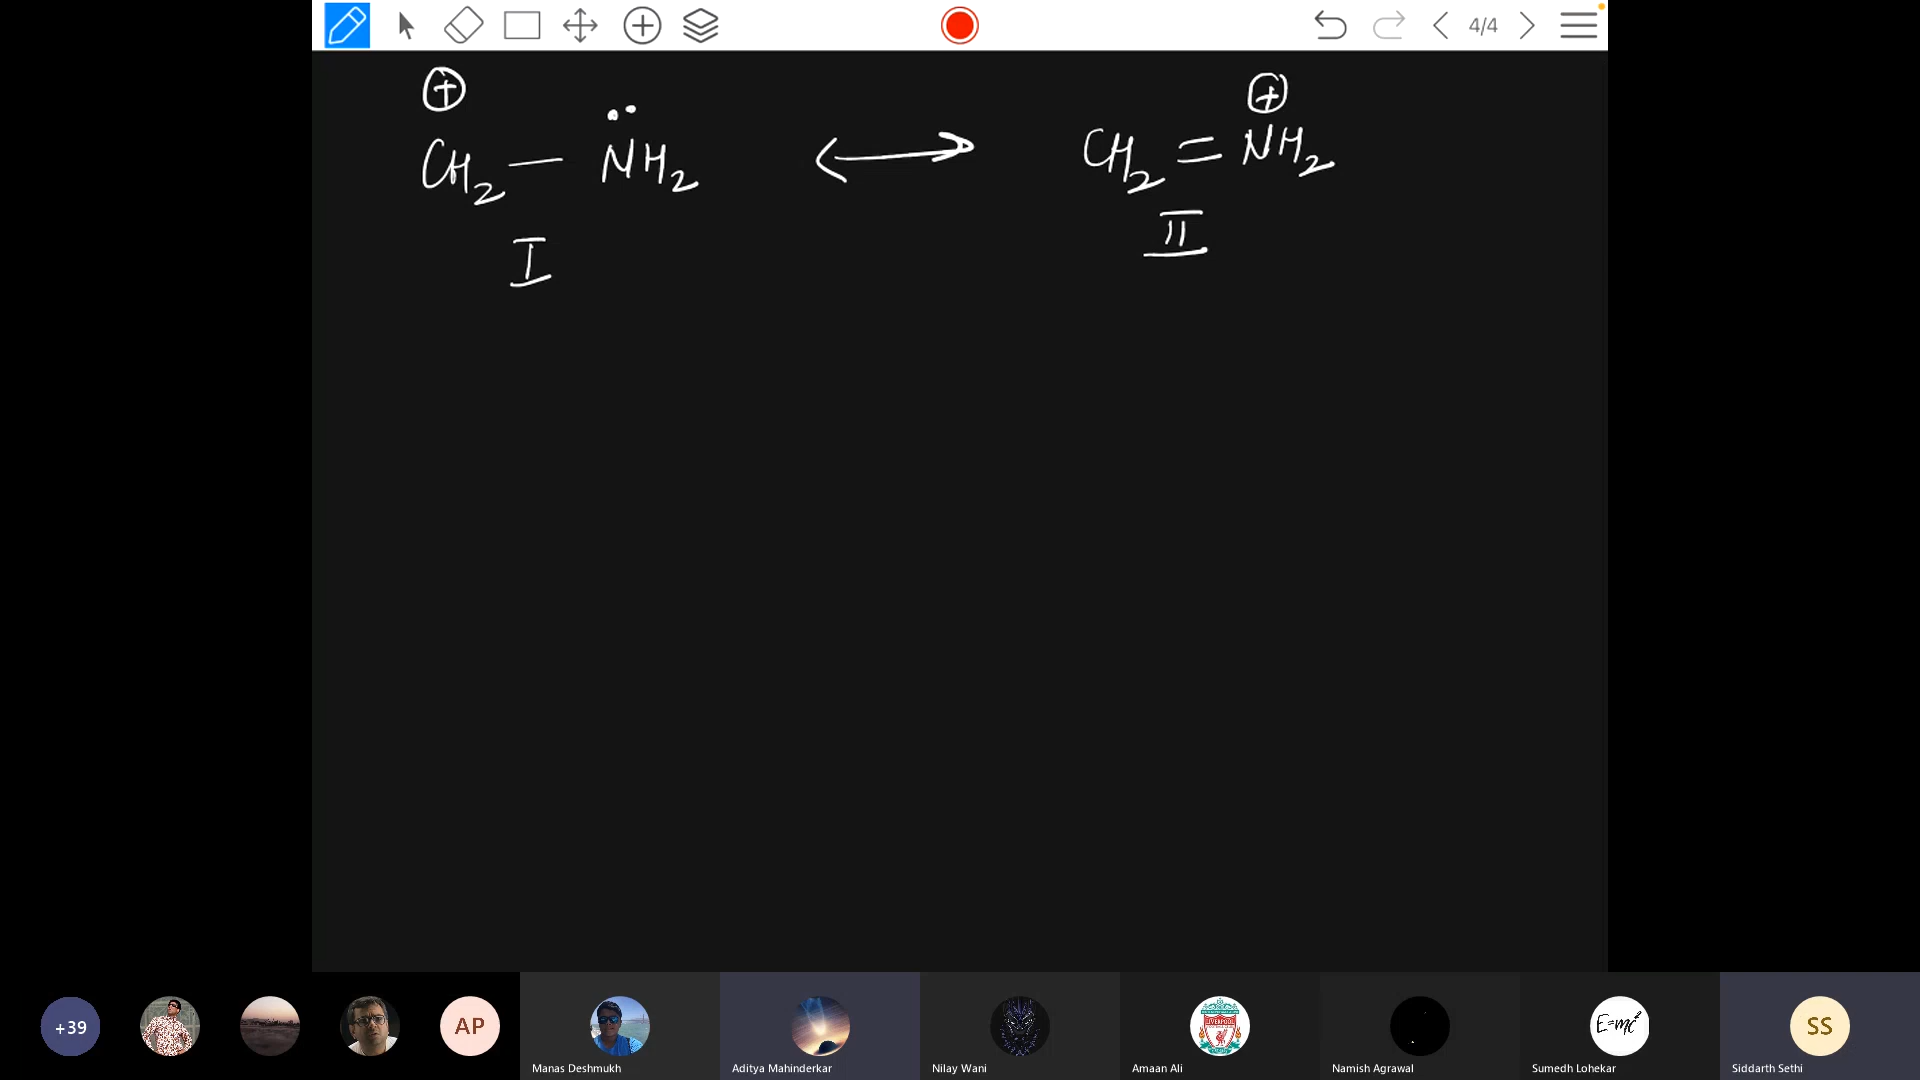 4/4
⊕ ⊕
CH₂ — N̈H₂ ⟷ CH₂ = NH₂
I II
+39 AP LIVERPOOL E=mc² SS
Manas Deshmukh Aditya Mahinderkar Nilay Wani Amaan Ali Namish Agrawal Sumedh Lohekar Siddarth Sethi